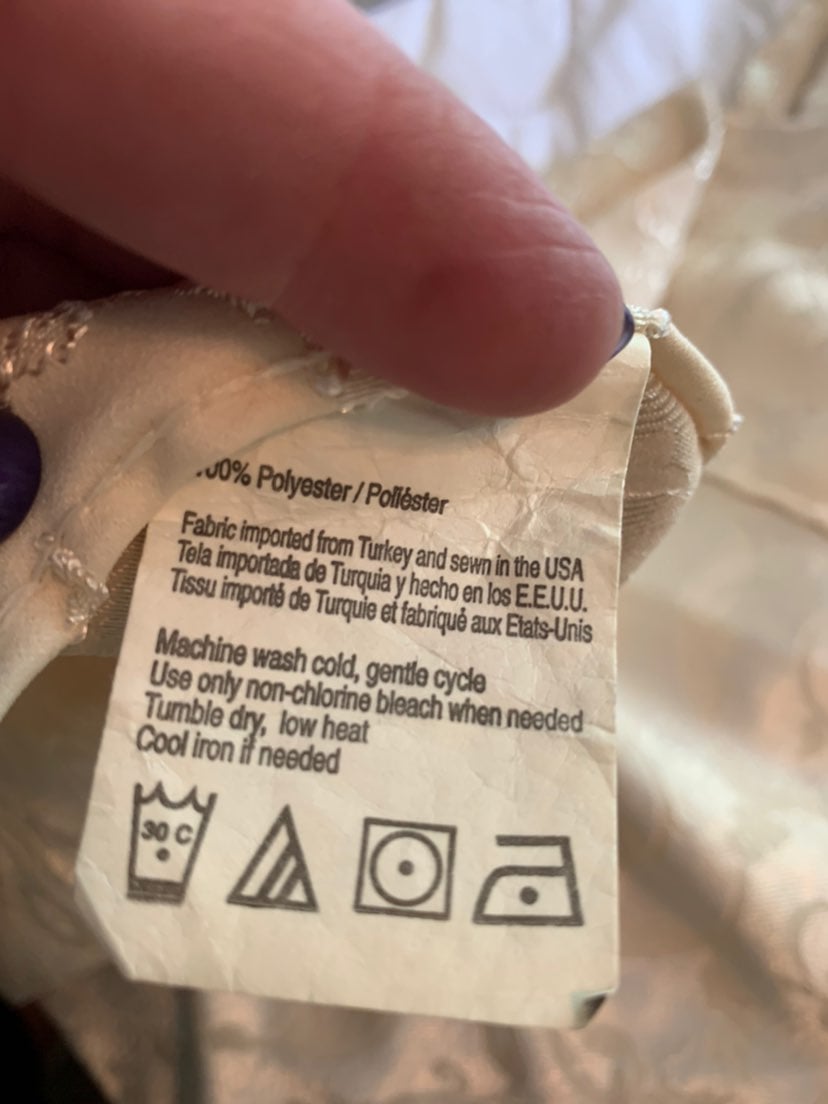 100% Polyester / Poliéster
Fabric imported from Turkey and sewn in the USA
Tela importada de Turquia y hecho en los E.E.U.U.
Tissu importé de Turquie et fabriqué aux Etats-Unis
Machine wash cold, gentle cycle
Use only non-chlorine bleach when needed
Tumble dry, low heat
Cool iron if needed
30 C